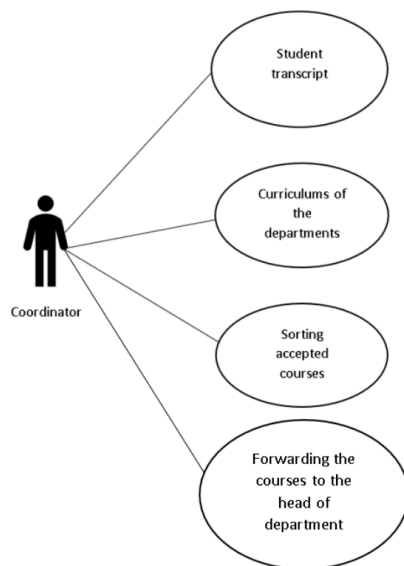 Student
transcript
Curriculums of
the
departments
Coordinator
Sorting
accepted
courses
Forwarding the
courses to the
head of
department